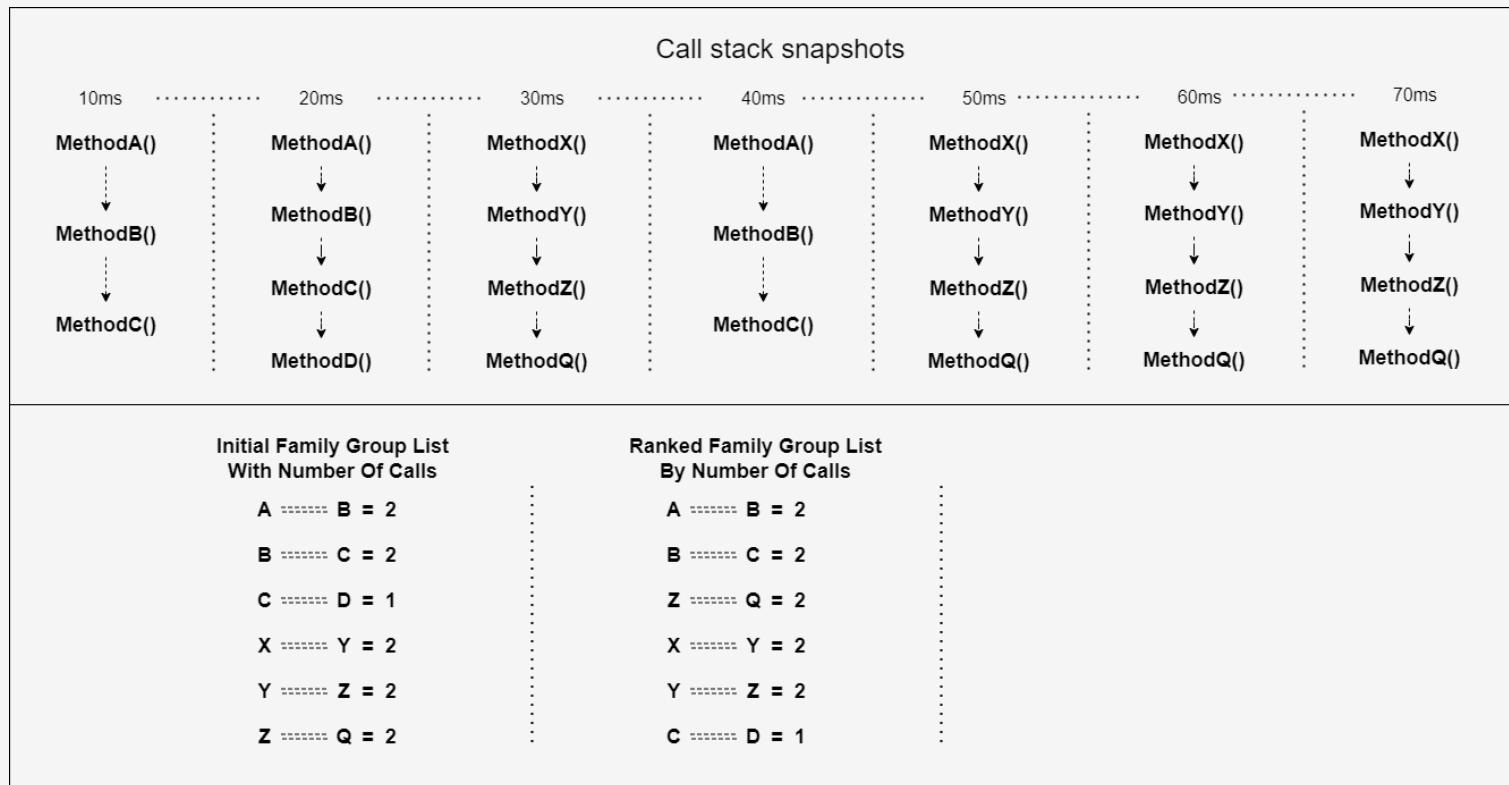 Call stack snapshots
10ms 20ms 30ms 40ms 50ms 60ms 70ms
MethodA() MethodA() MethodX() MethodA() MethodX() MethodX() MethodX()
MethodB() MethodB() MethodY() MethodB() MethodY() MethodY() MethodY()
MethodC() MethodC() MethodZ() MethodC() MethodZ() MethodZ() MethodZ()
MethodD() MethodQ() MethodQ() MethodQ() MethodQ()
Initial Family Group List
With Number Of Calls
A B = 2
B C = 2
C D = 1
X Y = 2
Y Z = 2
Z Q = 2
Ranked Family Group List
By Number Of Calls
A B = 2
B C = 2
Z Q = 2
X Y = 2
Y Z = 2
C D = 1